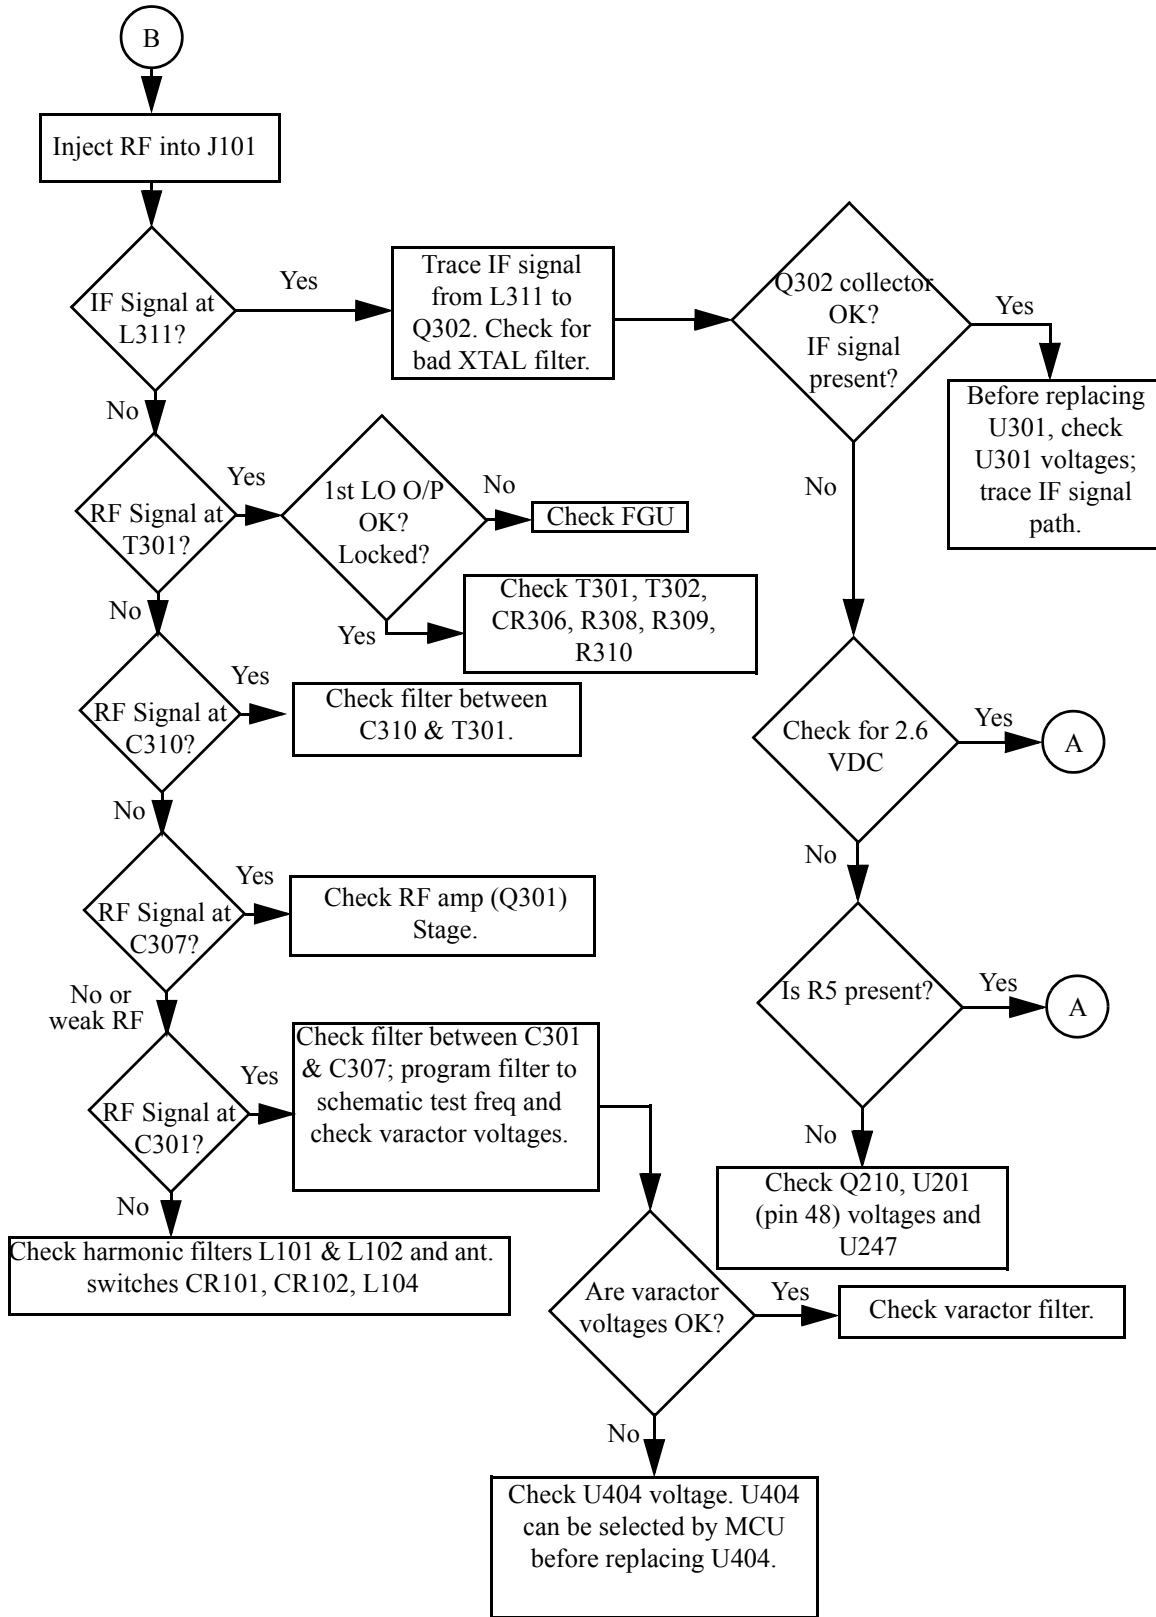 B
Inject RF into J101
IF Signal at
L311?
Yes
Trace IF signal
from L311 to
Q302. Check for
bad XTAL filter.
Q302 collector
OK?
IF signal
present?
Yes
Before replacing
U301, check
U301 voltages;
trace IF signal
path.
No
No
RF Signal at
T301?
Yes
1st LO O/P
OK?
Locked?
No
Check FGU
Yes
Check T301, T302,
CR306, R308, R309,
R310
No
RF Signal at
C310?
Yes
Check filter between
C310 & T301.
Check for 2.6
VDC
Yes
A
No
No
RF Signal at
C307?
Yes
Check RF amp (Q301)
Stage.
Is R5 present?
Yes
A
No or
weak RF
RF Signal at
C301?
Yes
Check filter between C301
& C307; program filter to
schematic test freq and
check varactor voltages.
No
Check Q210, U201
(pin 48) voltages and
U247
No
Check harmonic filters L101 & L102 and ant.
switches CR101, CR102, L104
Are varactor
voltages OK?
Yes
Check varactor filter.
No
Check U404 voltage. U404
can be selected by MCU
before replacing U404.